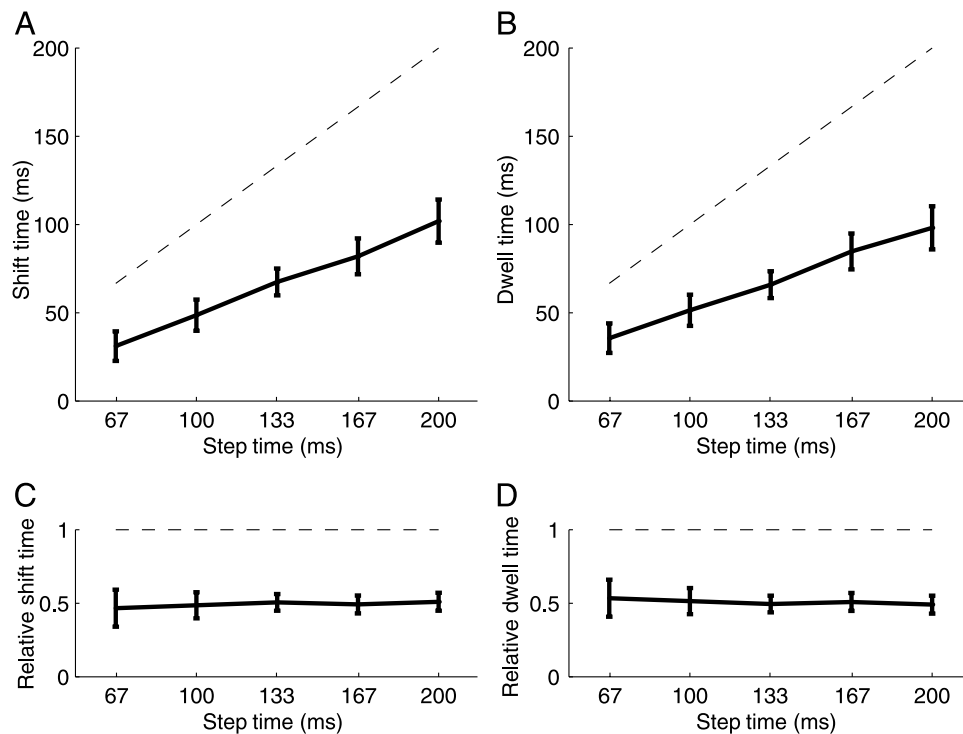 A
Shift time (ms)
200
150
100
50
0
67 100 133 167 200
Step time (ms)
B
Dwell time (ms)
200
150
100
50
0
67 100 133 167 200
Step time (ms)
C
Relative shift time
1
0.5
0
67 100 133 167 200
Step time (ms)
D
Relative dwell time
1
0.5
0
67 100 133 167 200
Step time (ms)